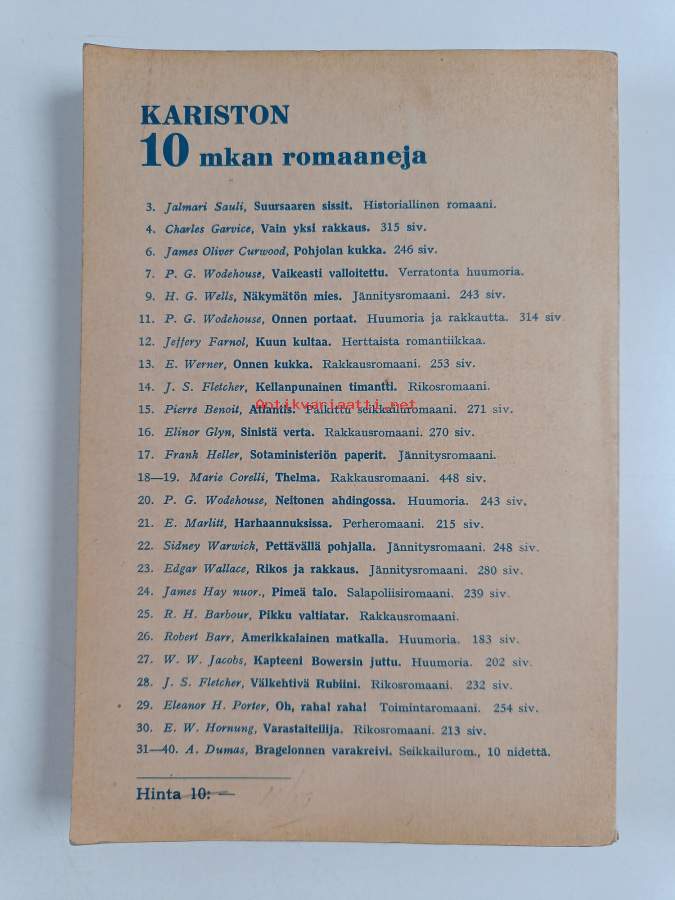 KARISTON
10 mkan romaaneja
3. Jalmari Sauli, Suursaaren sissit. Historiallinen romaani.
4. Charles Garvice, Vain yksi rakkaus. 315 siv.
6. James Oliver Curwood, Pohjolan kukka. 246 siv.
7. P. G. Wodehouse, Vaikeasti valloitettu. Verratonta huumoria.
9. H. G. Wells, Näkymätön mies. Jännitysromaani. 243 siv.
11. P. G. Wodehouse, Onnen portaat. Huumoria ja rakkautta. 314 siv
12. Jeffery Farnol, Kuun kultaa. Herttaista romantiikkaa.
13. E. Werner, Onnen kukka. Rakkausromaani. 253 siv.
14. J. S. Fletcher, Kellanpunainen timantti. Rikosromaani.
Antikvariaatti.net
15. Pierre Benoit, Atlantis. Palkittu seikkailuromaani. 271 siv.
16. Elinor Glyn, Sinistä verta. Rakkausromaani. 270 siv.
17. Frank Heller, Sotaministeriön paperit. Jännitysromaani.
18—19. Marie Corelli, Thelma. Rakkausromaani. 448 siv.
20. P. G. Wodehouse, Neitonen ahdingossa. Huumoria. 243 siv.
21. E. Marlitt, Harhaannuksissa. Perheromaani. 215 siv.
22. Sidney Warwich, Pettävällä pohjalla. Jännitysromaani. 248 siv.
23. Edgar Wallace, Rikos ja rakkaus. Jännitysromaani. 280 siv.
24. James Hay nuor., Pimeä talo. Salapoliisiromaani. 239 siv.
25. R. H. Barbour, Pikku valtiatar. Rakkausromaani.
26. Robert Barr, Amerikkalainen matkalla. Huumoria. 183 siv.
27. W. W. Jacobs, Kapteeni Bowersin juttu. Huumoria. 202 siv.
28. J. S. Fletcher, Välkehtivä Rubiini. Rikosromaani. 232 siv.
29. Eleanor H. Porter, Oh, raha! raha! Toimintaromaani. 254 siv.
30. E. W. Hornung, Varastaiteilija. Rikosromaani. 213 siv.
31—40. A. Dumas, Bragelonnen varakreivi. Seikkailurom., 10 nidettä.
Hinta 10: —